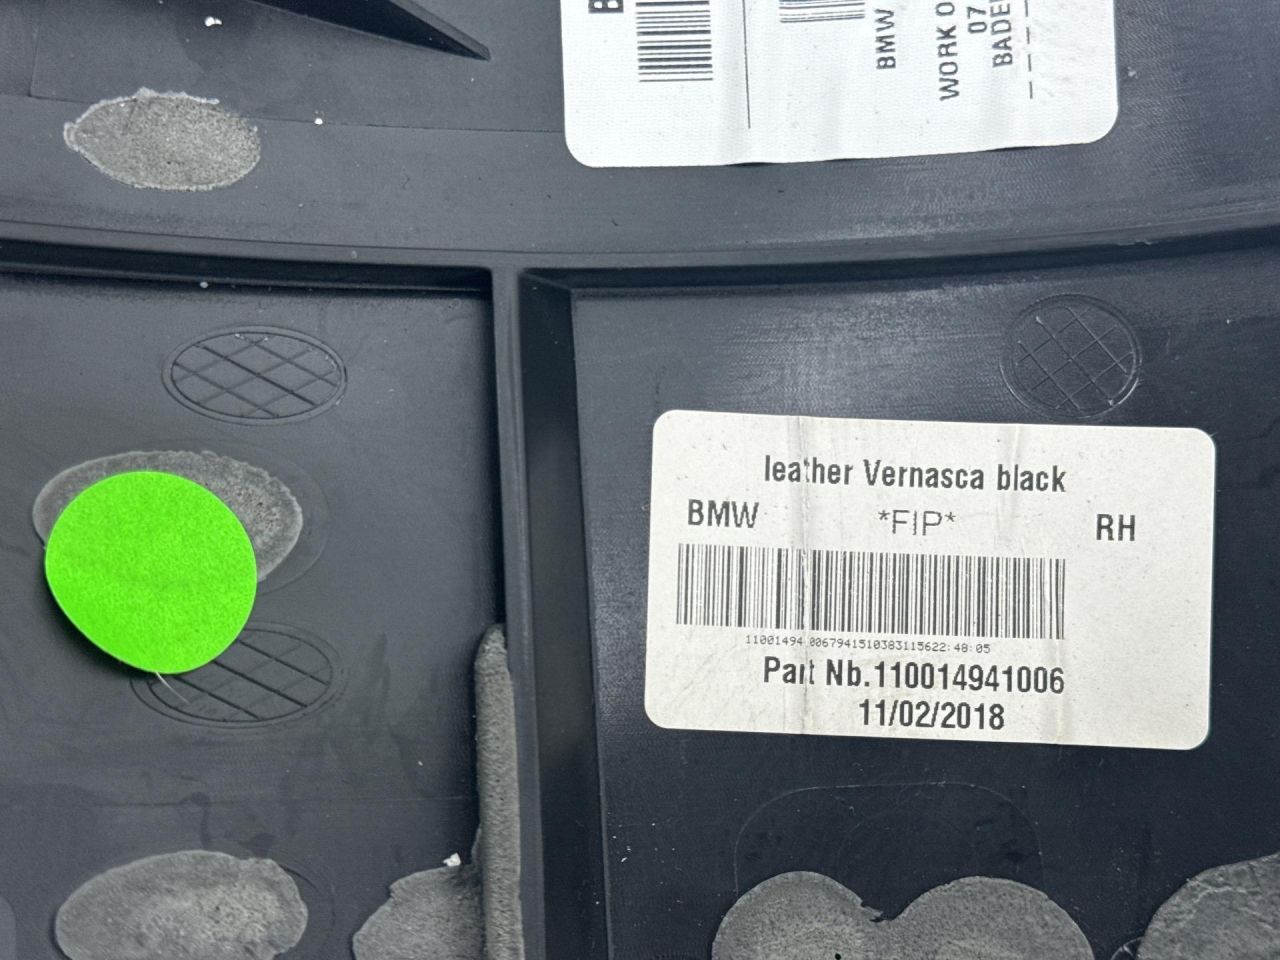 B
BMW
WORK O
07
BADE
leather Vernasca black
BMW *FIP* RH
11001494 0067941510383115622:48:05
Part Nb.110014941006
11/02/2018